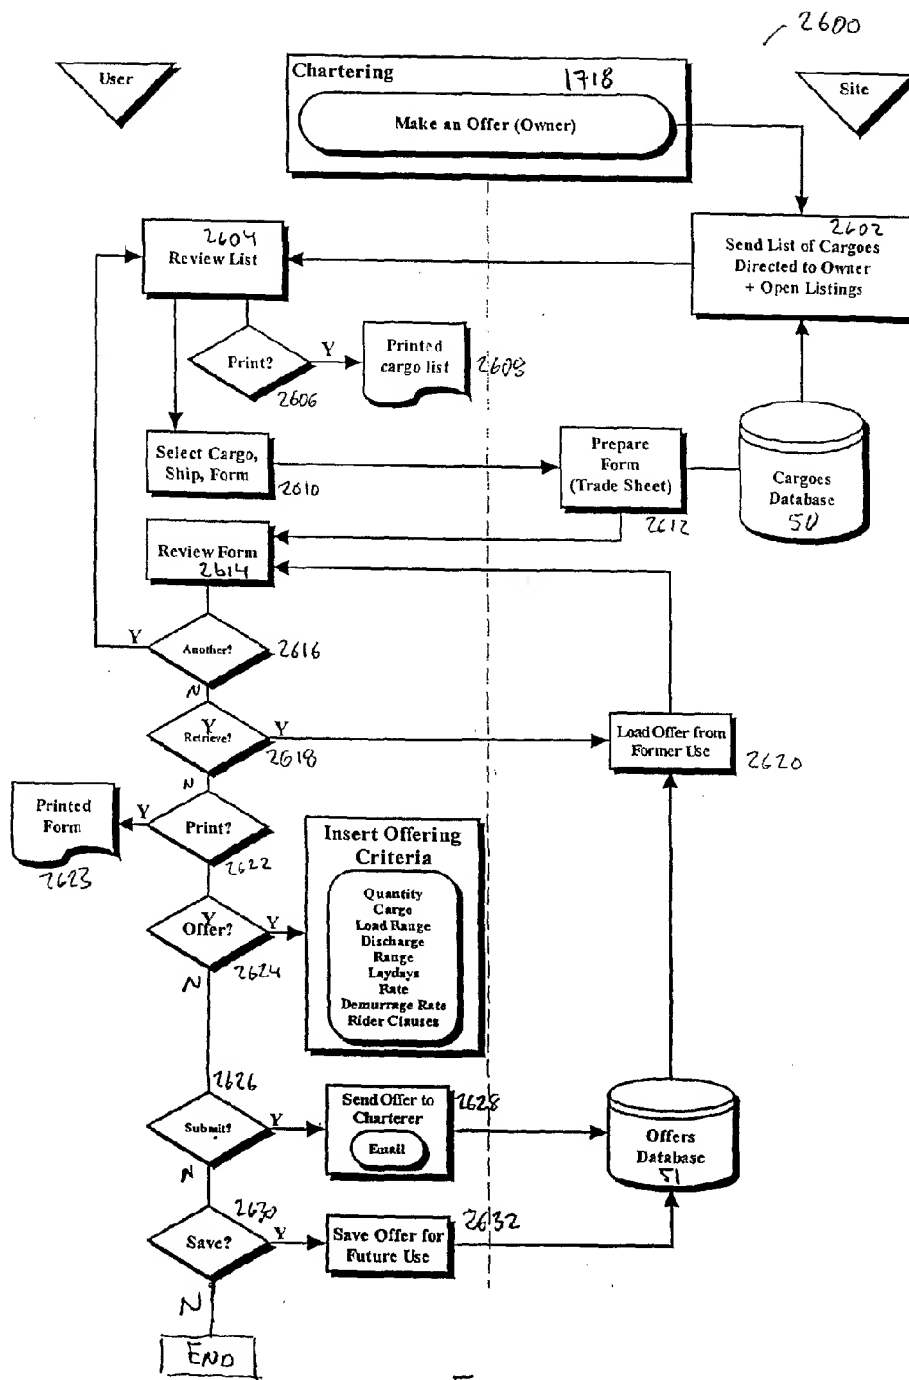 2600
User
Chartering
1718
Make an Offer (Owner)
Site
2602
Send List of Cargoes
Directed to Owner
+ Open Listings
2604
Review List
Print?
Y
2606
Printed
cargo list
2608
Select Cargo,
Ship, Form
2610
Prepare
Form
(Trade Sheet)
2612
Cargoes
Database
50
Review Form
2614
Another?
Y
2616
N
Y
Retrieve?
Y
2618
Load Offer from
Former Use
2620
N
Print?
Y
Printed
Form
2623
2622
Y
Offer?
Y
2624
N
Insert Offering
Criteria
Quantity
Cargo
Load Range
Discharge
Range
Laydays
Rate
Demurrage Rate
Rider Clauses
2626
Submit?
Y
N
Send Offer to
Charterer
Email
2628
Offers
Database
51
2630
Save?
Y
N
Save Offer for
Future Use
2632
END